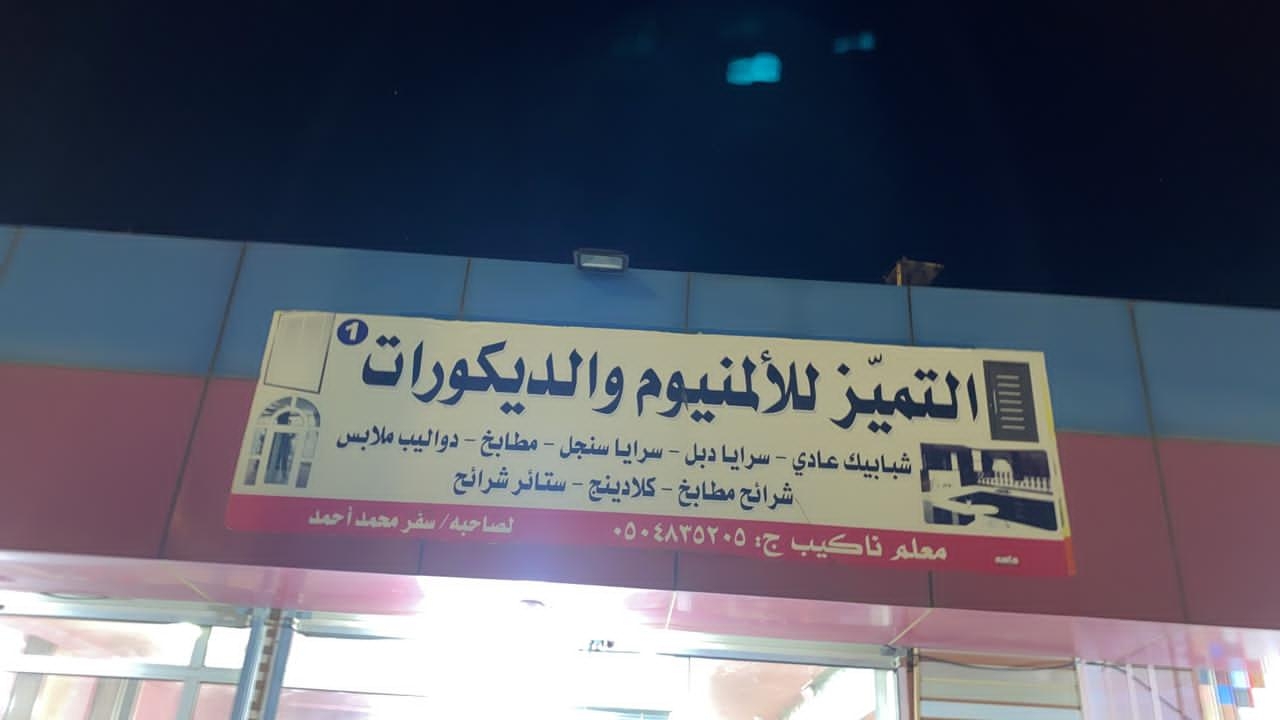 التميّز للألمنيوم والديكورات 1
شبابيك عادي - سرايا دبل - سرايا سنجل - مطابخ - دواليب ملابس
شرائح مطابخ - كلادينج - ستائر شرائح
معلم ناكيب ج: ٠٥٠٤٨٣٥٢٠٥ لصاحبه/ سفر محمد أحمد